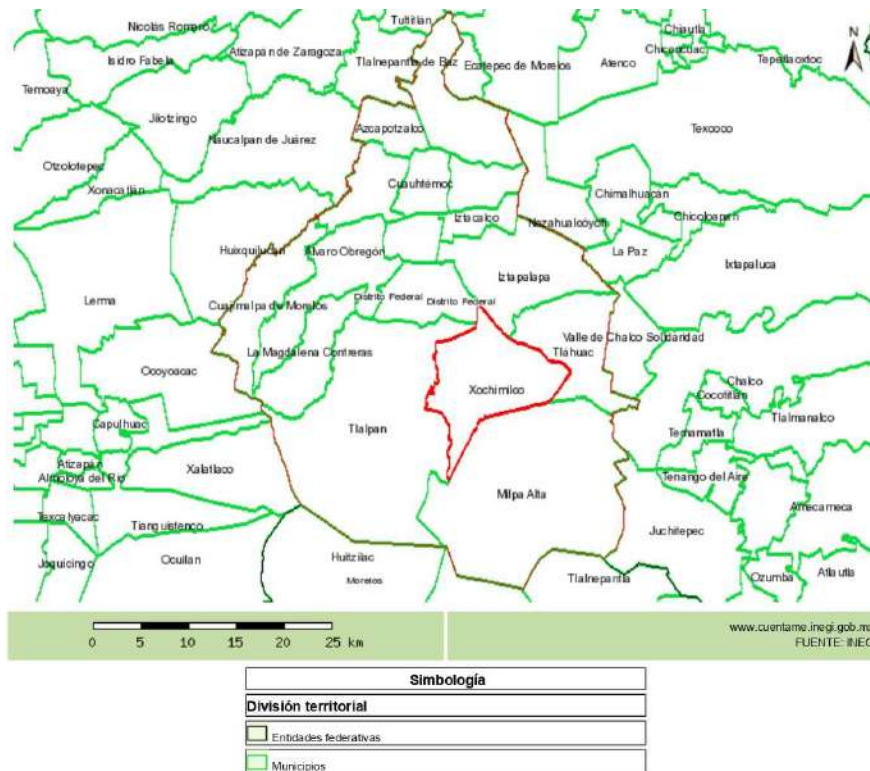 Tultitlán
Nicolás Romero
Chiautla
Chiconcuac
Atizapán de Zaragoza
Isidro Fabela
Tlalnepantla de Baz
Ecatepec de Morelos
Atenco
Tepetlaoxtoc
N
Temoaya
Jilotzingo
Naucalpan de Juárez
Azcapotzalco
Texcoco
Otzolotepec
Xonacatlán
Cuauhtémoc
Chimalhuacán
Iztacalco
Nezahualcóyotl
Chicoloapan
Huixquilucan
Álvaro Obregón
La Paz
Ixtapaluca
Iztapalapa
Lerma
Cuajimalpa de Morelos
Distrito Federal
Distrito Federal
Valle de Chalco Solidaridad
La Magdalena Contreras
Tláhuac
Ocoyoacac
Xochimilco
Chalco
Cocotitlán
Tlalmanalco
Capulhuac
Tlalpan
Temamatla
Atizapán
Almoloya del Río
Xalatlaco
Tenango del Aire
Milpa Alta
Amecameca
Texcalyacac
Tianguistenco
Juchitepec
Joquicingo
Ocuilan
Huitzilac
Morelos
Tlalnepantla
Ozumba
Atlautla
0 5 10 15 20 25 km
www.cuentame.inegi.gob.mx
FUENTE: INEG
Simbología
División territorial
Entidades federativas
Municipios